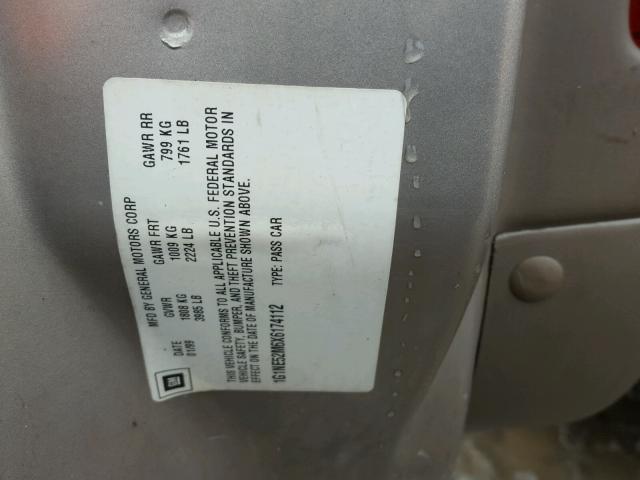 MFD BY GENERAL MOTORS CORP
DATE GVWR GAWR FRT GAWR RR
01/99 1808 KG 1009 KG 799 KG
3985 LB 2224 LB 1761 LB
THIS VEHICLE CONFORMS TO ALL APPLICABLE U.S. FEDERAL MOTOR
VEHICLE SAFETY, BUMPER, AND THEFT PREVENTION STANDARDS IN
EFFECT ON THE DATE OF MANUFACTURE SHOWN ABOVE.
1G1NE52M6X6174112 TYPE: PASS CAR
GM